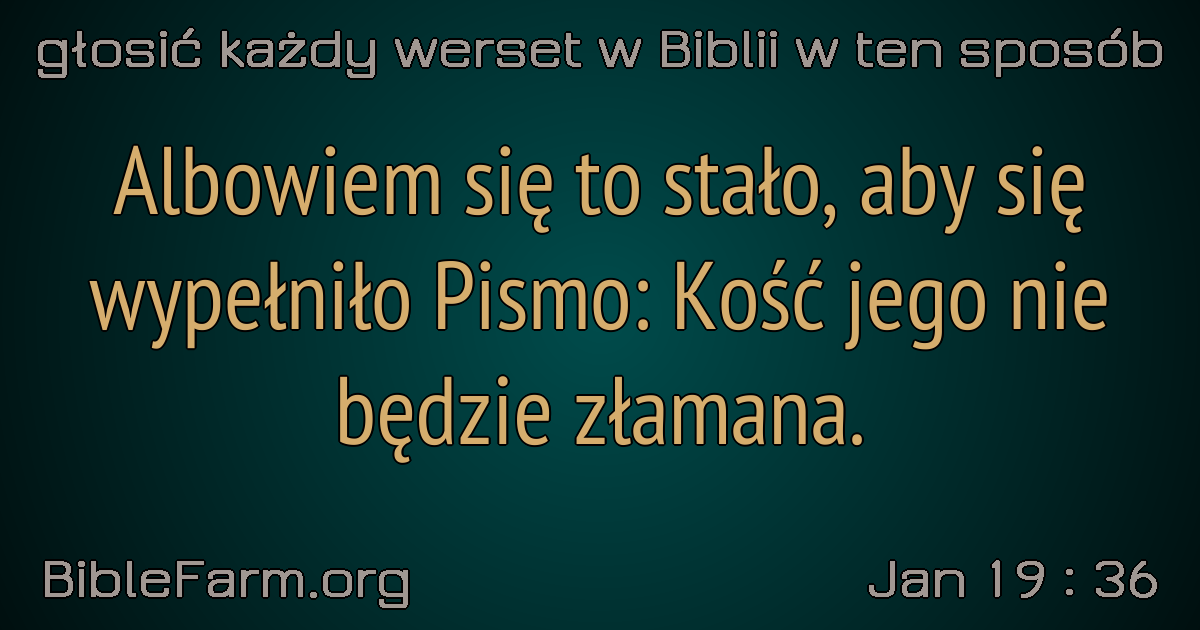 głosić każdy werset w Biblii w ten sposób
Albowiem się to stało, aby się
wypełniło Pismo: Kość jego nie
będzie złamana.
BibleFarm.org
Jan 19 : 36